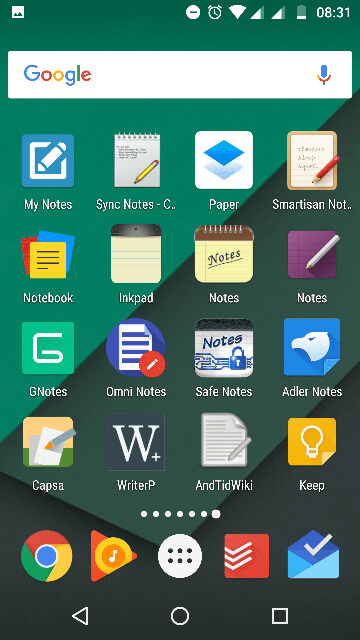 08:31
Google
My Notes
Sync Notes - C..
Paper
Smartisan Not..
Notes
Notebook
Inkpad
Notes
Notes
Notes
GNotes
Omni Notes
Safe Notes
Adler Notes
W+
Capsa
WriterP
AndTidWiki
Keep